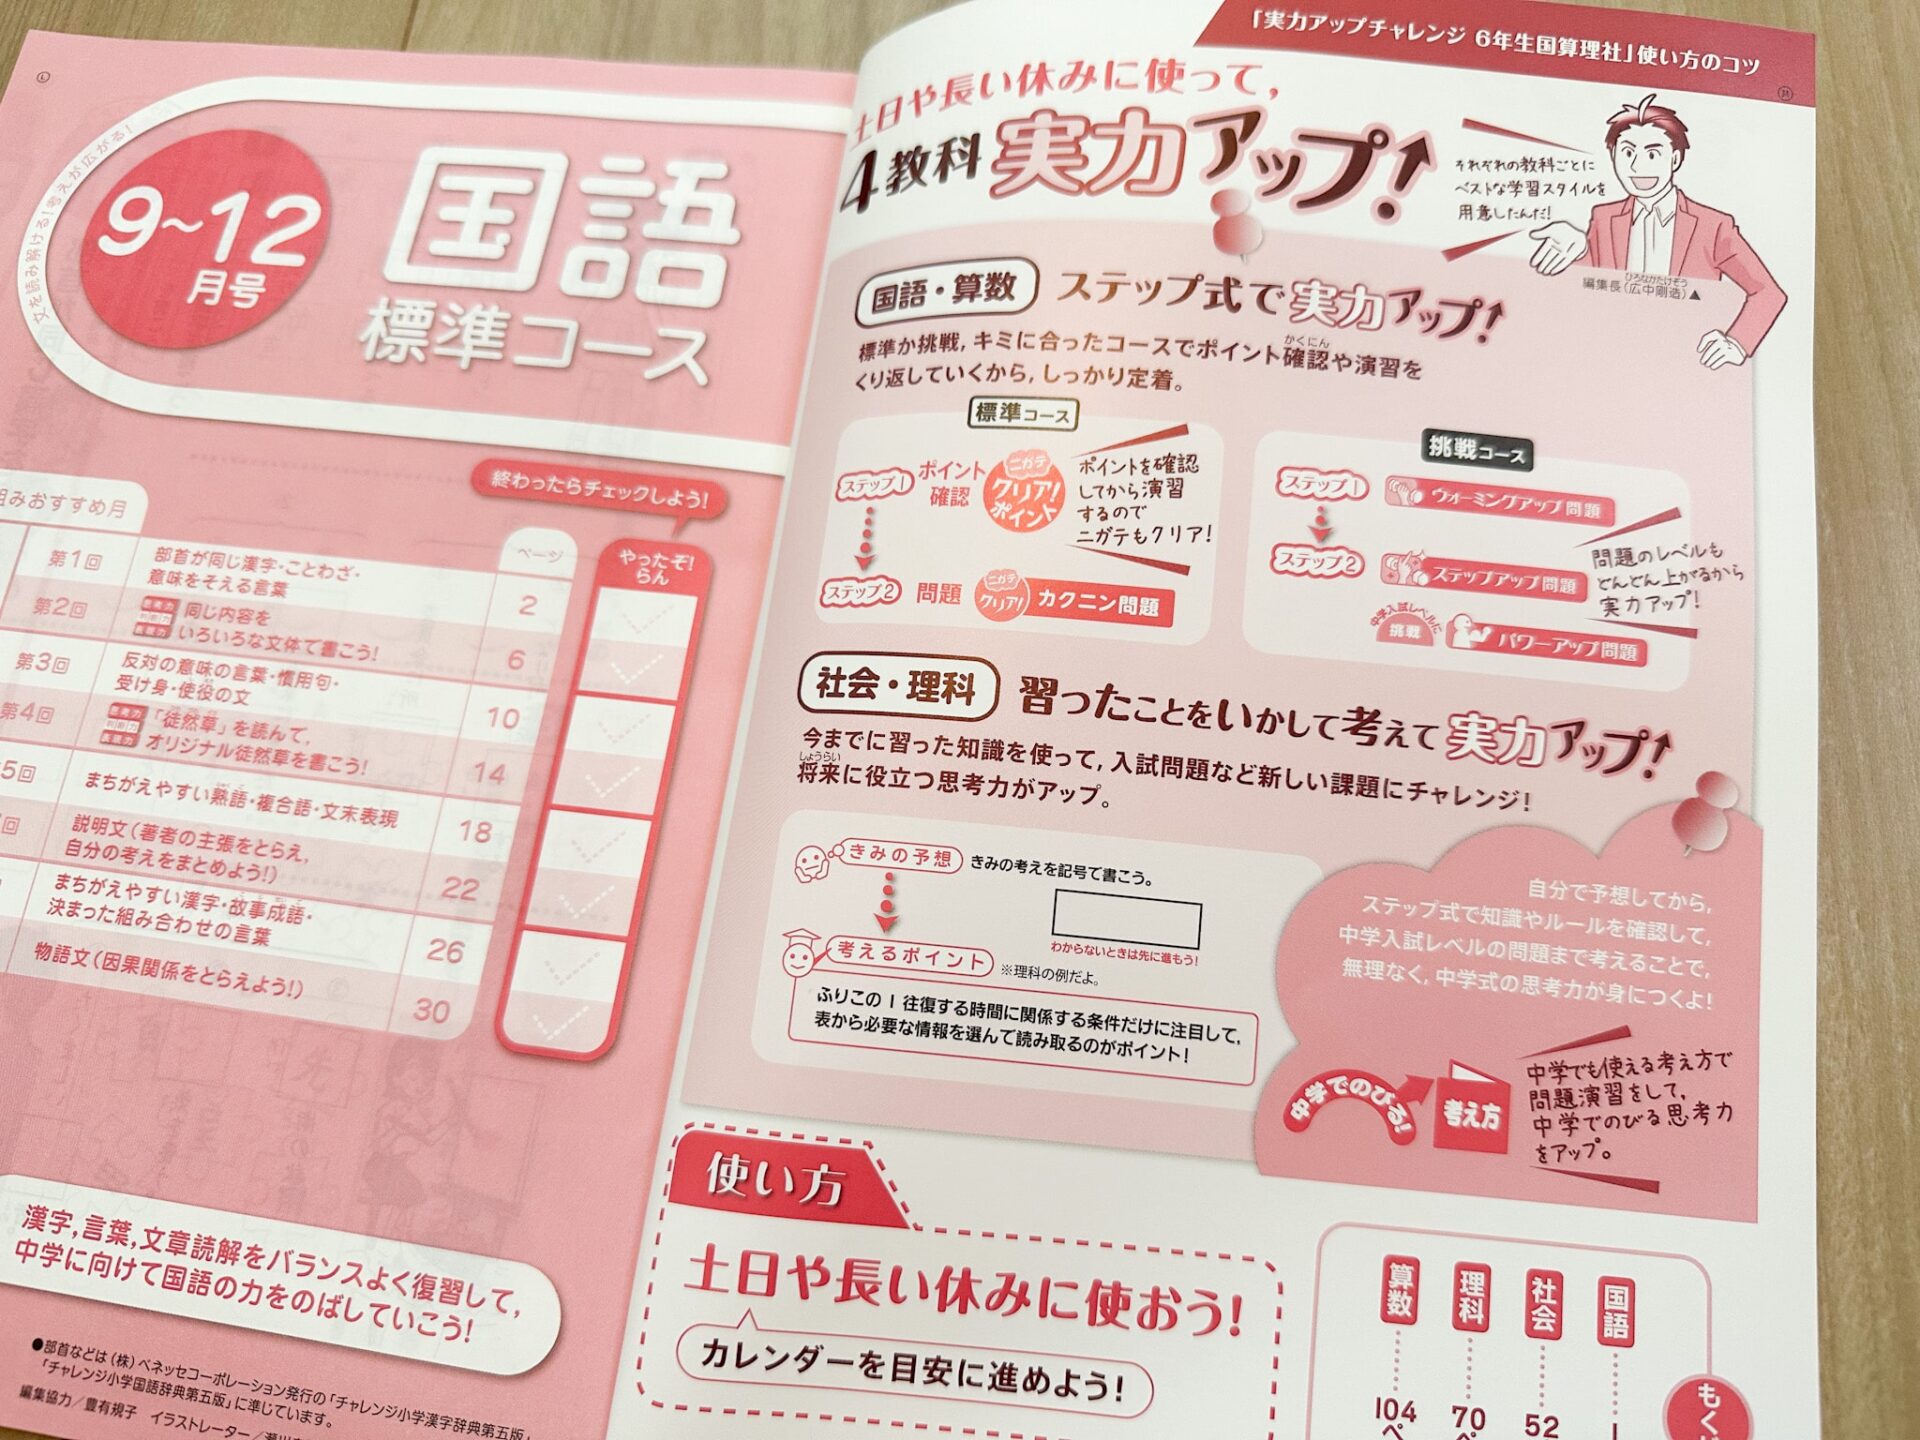 文を読み解ける!考えが広がる!
9~12
月号
国語
標準コース
終わったらチェックしよう!
組みおすすめ月
ページ
やったぞ!
らん
第1回
部首が同じ漢字・ことわざ・
意味をそえる言葉
2
第2回
思考力
判断力
表現力
同じ内容を
いろいろな文体で書こう!
6
第3回
反対の意味の言葉・慣用句・
受け身・使役の文
10
第4回
思考力
判断力
表現力
「徒然草」を読んで,
オリジナル徒然草を書こう!
14
5回
まちがえやすい熟語・複合語・文末表現
18
回
説明文(著者の主張をとらえ,
自分の考えをまとめよう!)
22
まちがえやすい漢字・故事成語・
決まった組み合わせの言葉
26
物語文(因果関係をとらえよう!)
30
漢字,言葉,文章読解をバランスよく復習して,
中学に向けて国語の力をのばしていこう!
●部首などは(株)ベネッセコーポレーション発行の「チャレンジ小学漢字辞典第五版」
「チャレンジ小学国語辞典第五版」に準じています。
編集協力/豊有規子 イラストレーター/
「実力アップチャレンジ 6年生国算理社」使い方のコツ
土日や長い休みに使って,
4教科 実力アップ!
それぞれの教科ごとに
ベストな学習スタイルを
用意したんだ!
ひろなかたけぞう
編集長(広中剛造)▲
国語・算数 ステップ式で実力アップ!
かくにん
標準か挑戦,キミに合ったコースでポイント確認や演習を
くり返していくから,しっかり定着。
標準コース
ステップ1
ポイント
確認
ニガテ
クリア!
ポイント
ポイントを確認
してから演習
するので
ニガテもクリア!
ステップ2
問題
ニガテ
クリア!
カクニン問題
挑戦コース
ステップ1
ウォーミングアップ問題
ステップ2
ステップアップ問題
中学入試レベルに
挑戦
パワーアップ問題
問題のレベルも
どんどん上がるから
実力アップ!
社会・理科 習ったことをいかして考えて実力アップ!
今までに習った知識を使って,入試問題など新しい課題にチャレンジ!
しょうらい
将来に役立つ思考力がアップ。
きみの予想
きみの考えを記号で書こう。
わからないときは先に進もう!
考えるポイント
※理科の例だよ。
ふりこの1往復する時間に関係する条件だけに注目して,
表から必要な情報を選んで読み取るのがポイント!
自分で予想してから,
ステップ式で知識やルールを確認して,
中学入試レベルの問題まで考えることで,
無理なく,中学式の思考力が身につくよ!
中学でのびる!
考え方
中学でも使える考え方で
問題演習をして,
中学でのびる思考力
をアップ。
使い方
土日や長い休みに使おう!
カレンダーを目安に進めよう!
国語
1
社会
52
理科
70
ペ
算数
104
ペ
もく